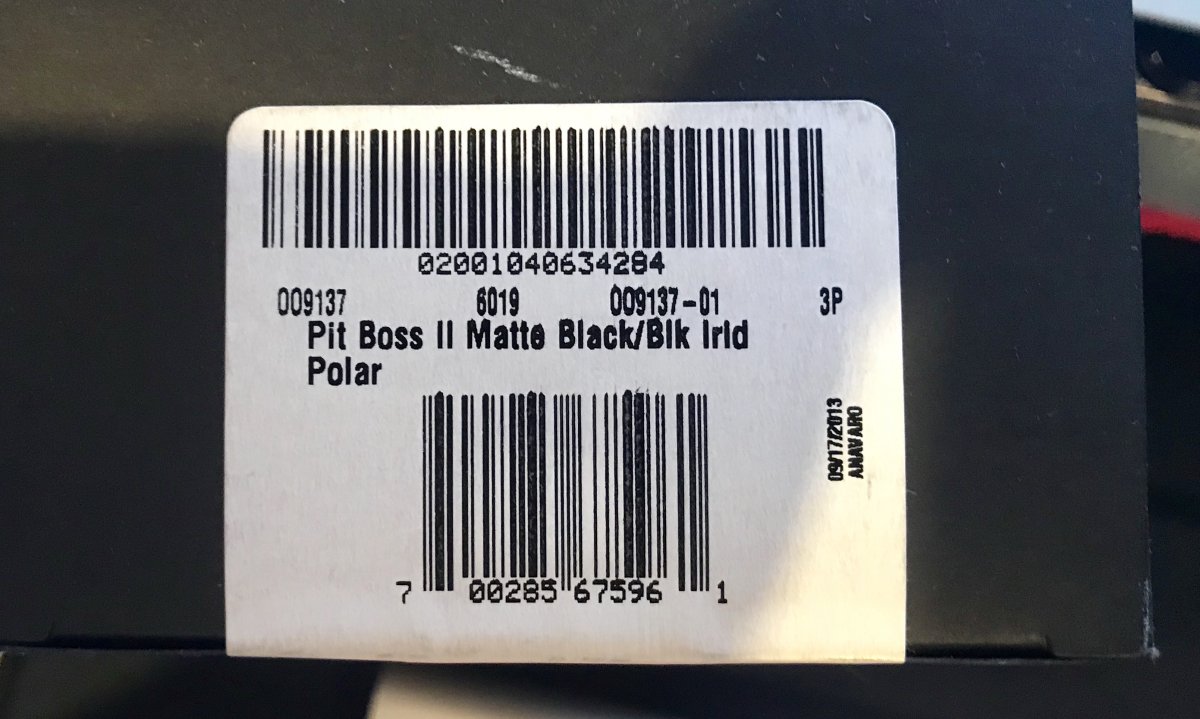 02001040634284
009137 6019 009137-01 3P
Pit Boss II Matte Black/Blk Irid
Polar
09/17/2013
ANAVARO
7 00285 67596 1